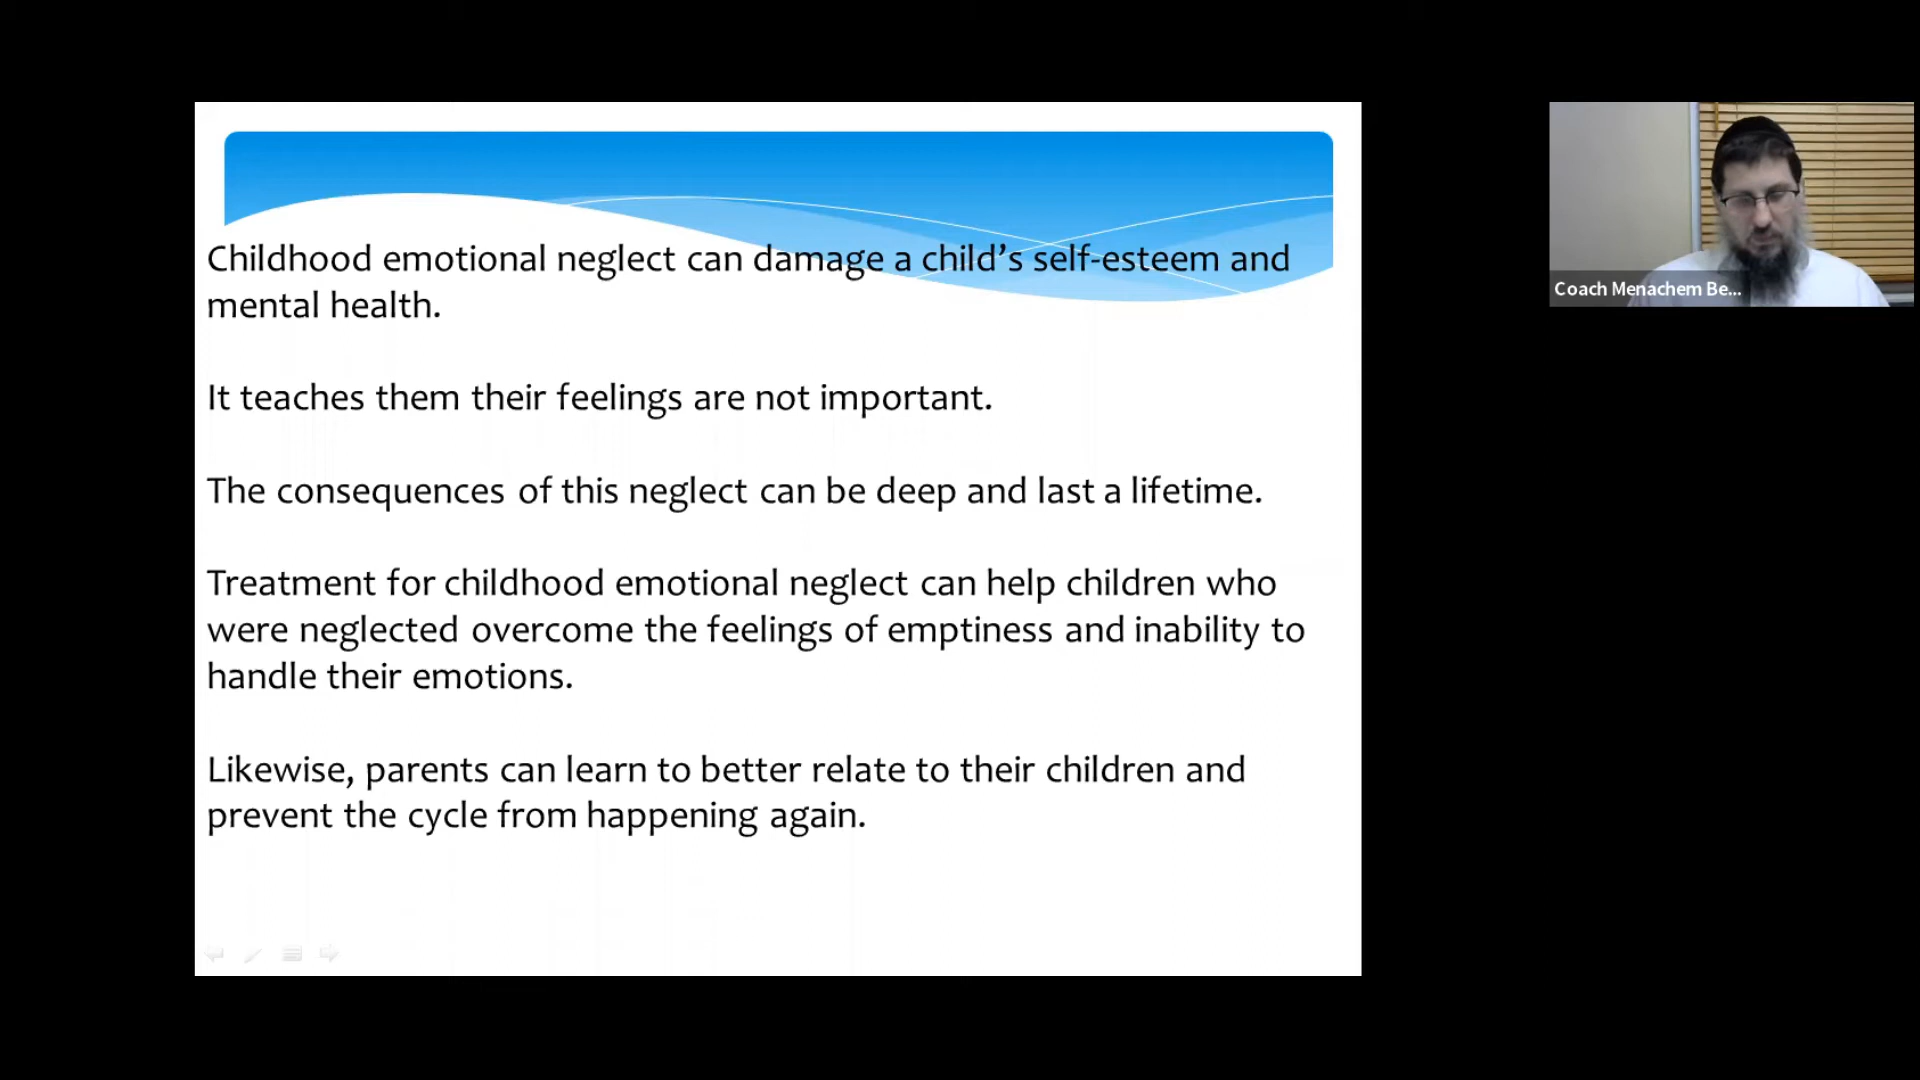 Childhood emotional neglect can damage a child’s self-esteem and
mental health.
It teaches them their feelings are not important.
The consequences of this neglect can be deep and last a lifetime.
Treatment for childhood emotional neglect can help children who
were neglected overcome the feelings of emptiness and inability to
handle their emotions.
Likewise, parents can learn to better relate to their children and
prevent the cycle from happening again.
Coach Menachem Be...